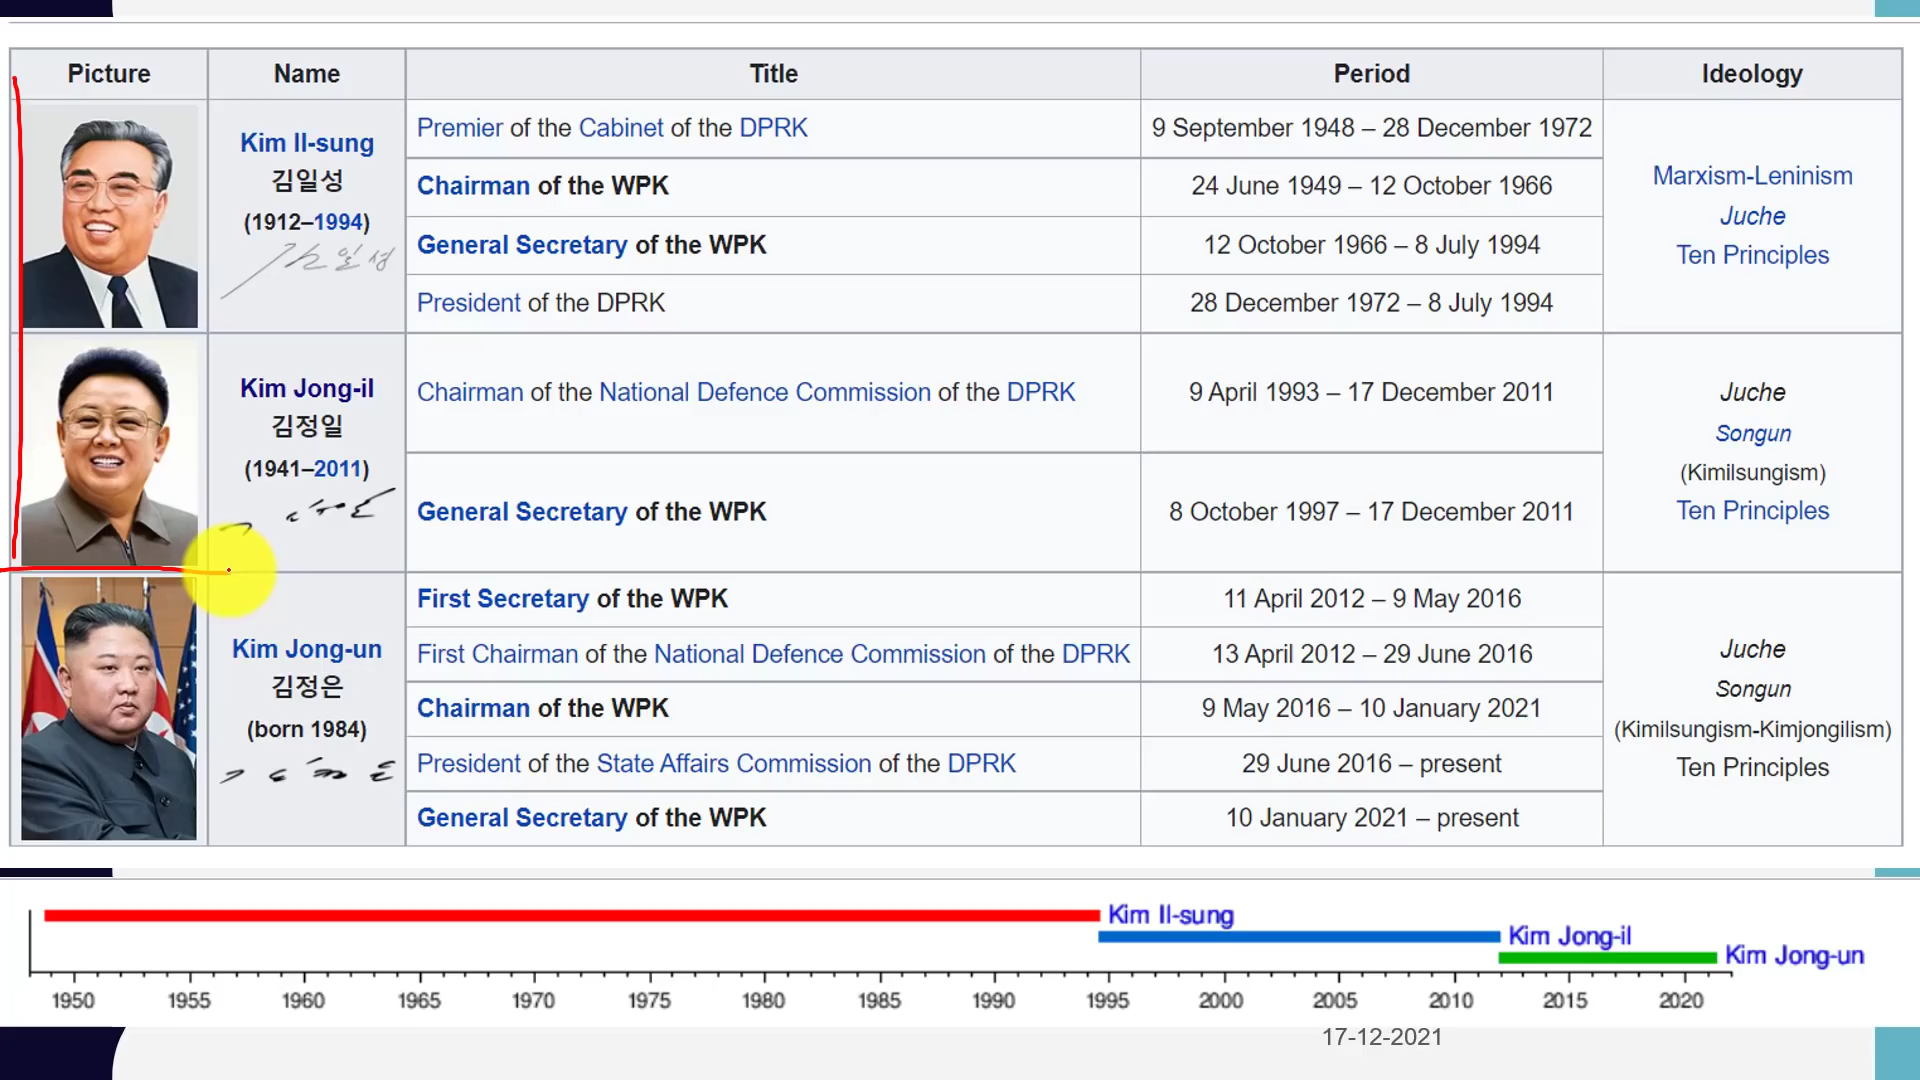 Picture Name Title Period Ideology
Kim Il-sung
김일성
(1912–1994)
Premier of the Cabinet of the DPRK 9 September 1948 – 28 December 1972
Chairman of the WPK 24 June 1949 – 12 October 1966
General Secretary of the WPK 12 October 1966 – 8 July 1994
President of the DPRK 28 December 1972 – 8 July 1994
Marxism-Leninism
Juche
Ten Principles
Kim Jong-il
김정일
(1941–2011)
Chairman of the National Defence Commission of the DPRK 9 April 1993 – 17 December 2011
General Secretary of the WPK 8 October 1997 – 17 December 2011
Juche
Songun
(Kimilsungism)
Ten Principles
Kim Jong-un
김정은
(born 1984)
First Secretary of the WPK 11 April 2012 – 9 May 2016
First Chairman of the National Defence Commission of the DPRK 13 April 2012 – 29 June 2016
Chairman of the WPK 9 May 2016 – 10 January 2021
President of the State Affairs Commission of the DPRK 29 June 2016 – present
General Secretary of the WPK 10 January 2021 – present
Juche
Songun
(Kimilsungism-Kimjongilism)
Ten Principles
Kim Il-sung
Kim Jong-il
Kim Jong-un
1950 1955 1960 1965 1970 1975 1980 1985 1990 1995 2000 2005 2010 2015 2020
17-12-2021